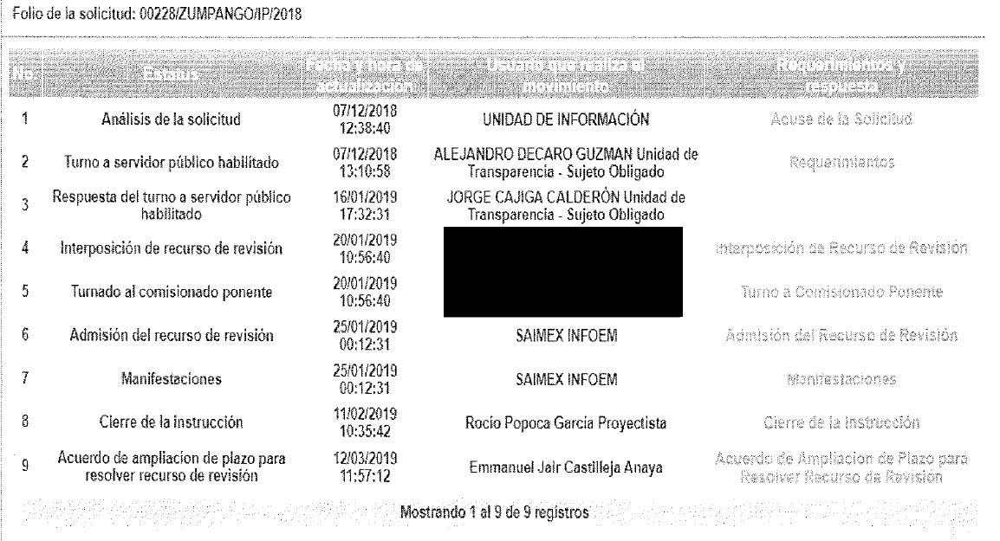 Folio de la solicitud: 00228/ZUMPANGO/IP/2018
No. Estatus Fecha y hora de actualización Usuario que realiza el movimiento Requerimientos y respuesta
1 Análisis de la solicitud 07/12/2018 12:38:40 UNIDAD DE INFORMACIÓN Acuse de la Solicitud
2 Turno a servidor público habilitado 07/12/2018 13:10:58 ALEJANDRO DECARO GUZMAN Unidad de Transparencia - Sujeto Obligado Requerimientos
3 Respuesta del turno a servidor público habilitado 16/01/2019 17:32:31 JORGE CAJIGA CALDERÓN Unidad de Transparencia - Sujeto Obligado
4 Interposición de recurso de revisión 20/01/2019 10:56:40 Interposición de Recurso de Revisión
5 Turnado al comisionado ponente 20/01/2019 10:56:40 Turno a Comisionado Ponente
6 Admisión del recurso de revisión 25/01/2019 00:12:31 SAIMEX INFOEM Admisión del Recurso de Revisión
7 Manifestaciones 25/01/2019 00:12:31 SAIMEX INFOEM Manifestaciones
8 Cierre de la instrucción 11/02/2019 10:35:42 Rocío Popoca García Proyectista Cierre de la Instrucción
9 Acuerdo de ampliacion de plazo para resolver recurso de revisión 12/03/2019 11:57:12 Emmanuel Jair Castilleja Anaya Acuerdo de Ampliacion de Plazo para Resolver Recurso de Revisión
Mostrando 1 al 9 de 9 registros